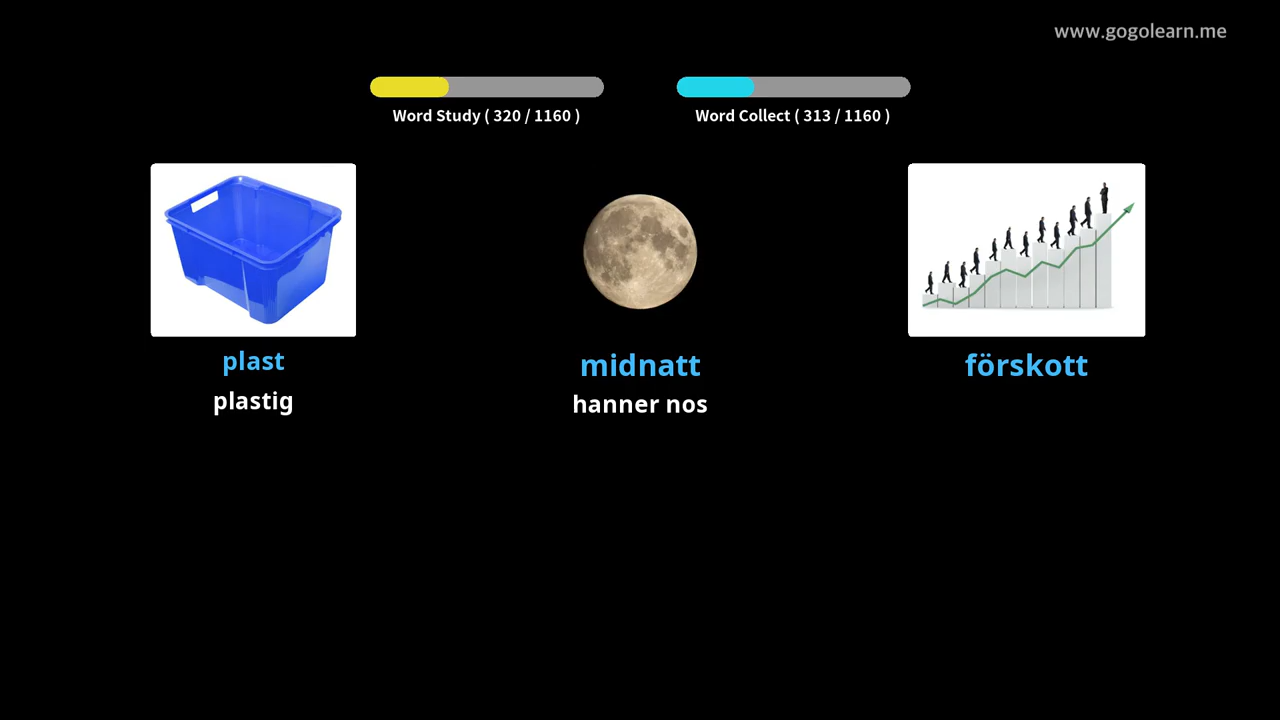 www.gogolearn.me
Word Study ( 320 / 1160 )
Word Collect ( 313 / 1160 )
plast
midnatt
förskott
plastig
hanner nos